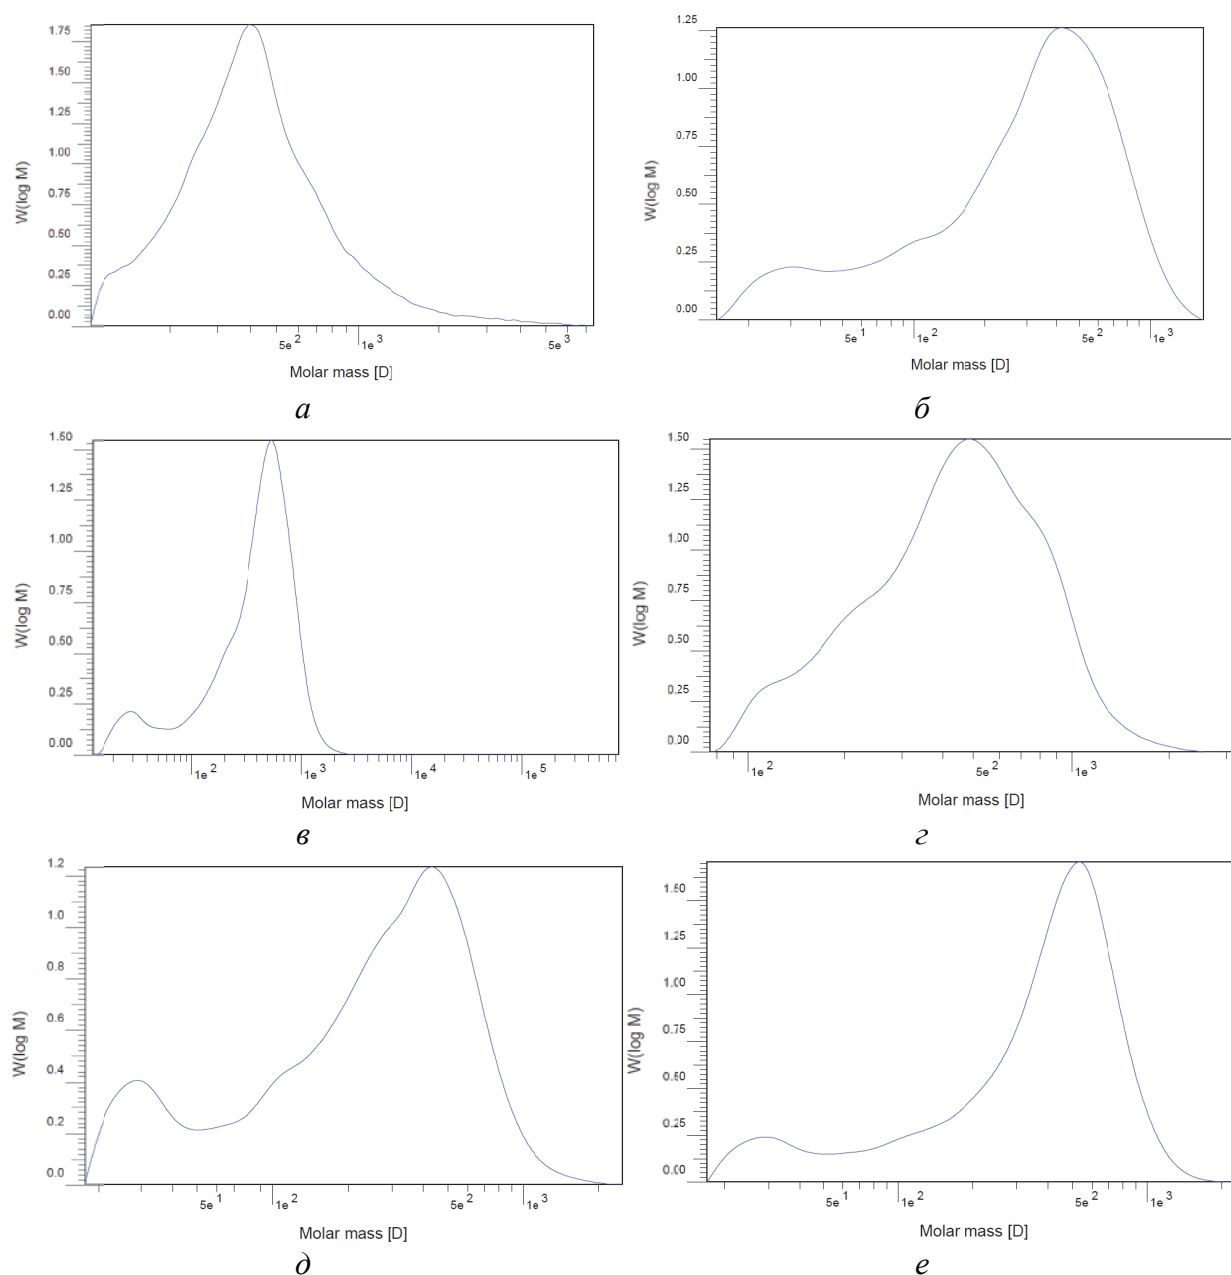 1.75
1.50
1.25
1.00
0.75
0.50
0.25
0.00
W(log M)
5e 2
1e 3
5e 3
Molar mass [D]
а
1.25
1.00
0.75
0.50
0.25
0.00
W(log M)
5e 1
1e 2
5e 2
1e 3
Molar mass [D]
б
1.50
1.25
1.00
0.75
0.50
0.25
0.00
W(log M)
1e 2
1e 3
1e 4
1e 5
Molar mass [D]
в
1.50
1.25
1.00
0.75
0.50
0.25
0.00
W(log M)
1e 2
5e 2
1e 3
Molar mass [D]
г
1.2
1.0
0.8
0.6
0.4
0.2
0.0
W(log M)
5e 1
1e 2
5e 2
1e 3
Molar mass [D]
д
1.50
1.25
1.00
0.75
0.50
0.25
0.00
W(log M)
5e 1
1e 2
5e 2
1e 3
Molar mass [D]
е